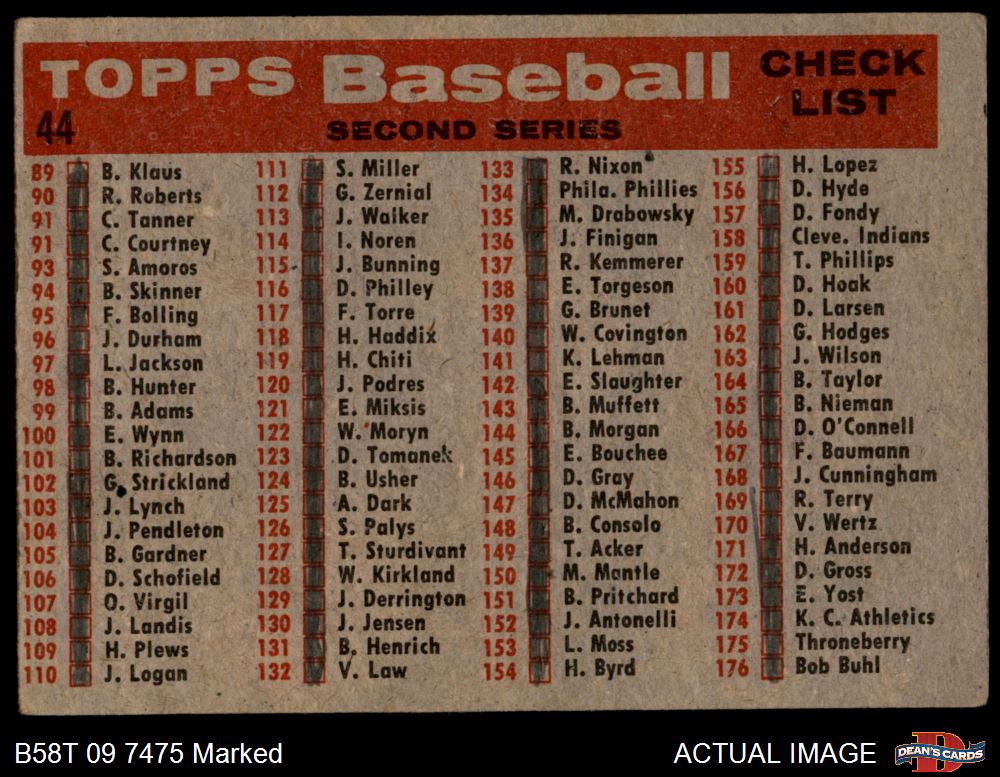 TOPPS Baseball CHECK LIST
44 SECOND SERIES
89 B. Klaus
90 R. Roberts
91 C. Tanner
91 C. Courtney
93 S. Amoros
94 B. Skinner
95 F. Bolling
96 J. Durham
97 L. Jackson
98 B. Hunter
99 B. Adams
100 E. Wynn
101 B. Richardson
102 G. Strickland
103 J. Lynch
104 J. Pendleton
105 B. Gardner
106 D. Schofield
107 O. Virgil
108 J. Landis
109 H. Plews
110 J. Logan
111 S. Miller
112 G. Zernial
113 J. Walker
114 I. Noren
115 J. Bunning
116 D. Philley
117 F. Torre
118 H. Haddix
119 H. Chiti
120 J. Podres
121 E. Miksis
122 W. Moryn
123 D. Tomanek
124 B. Usher
125 A. Dark
126 S. Palys
127 T. Sturdivant
128 W. Kirkland
129 J. Derrington
130 J. Jensen
131 B. Henrich
132 V. Law
133 R. Nixon
134 Phila. Phillies
135 M. Drabowsky
136 J. Finigan
137 R. Kemmerer
138 E. Torgeson
139 G. Brunet
140 W. Covington
141 K. Lehman
142 E. Slaughter
143 B. Muffett
144 B. Morgan
145 E. Bouchee
146 D. Gray
147 D. McMahon
148 B. Consolo
149 T. Acker
150 M. Mantle
151 B. Pritchard
152 J. Antonelli
153 L. Moss
154 H. Byrd
155 H. Lopez
156 D. Hyde
157 D. Fondy
158 Cleve. Indians
159 T. Phillips
160 D. Hoak
161 D. Larsen
162 G. Hodges
163 J. Wilson
164 B. Taylor
165 B. Nieman
166 D. O'Connell
167 F. Baumann
168 J. Cunningham
169 R. Terry
170 V. Wertz
171 H. Anderson
172 D. Gross
173 E. Yost
174 K. C. Athletics
175 Throneberry
176 Bob Buhl
B58T 09 7475 Marked
ACTUAL IMAGE
DEAN'S CARDS